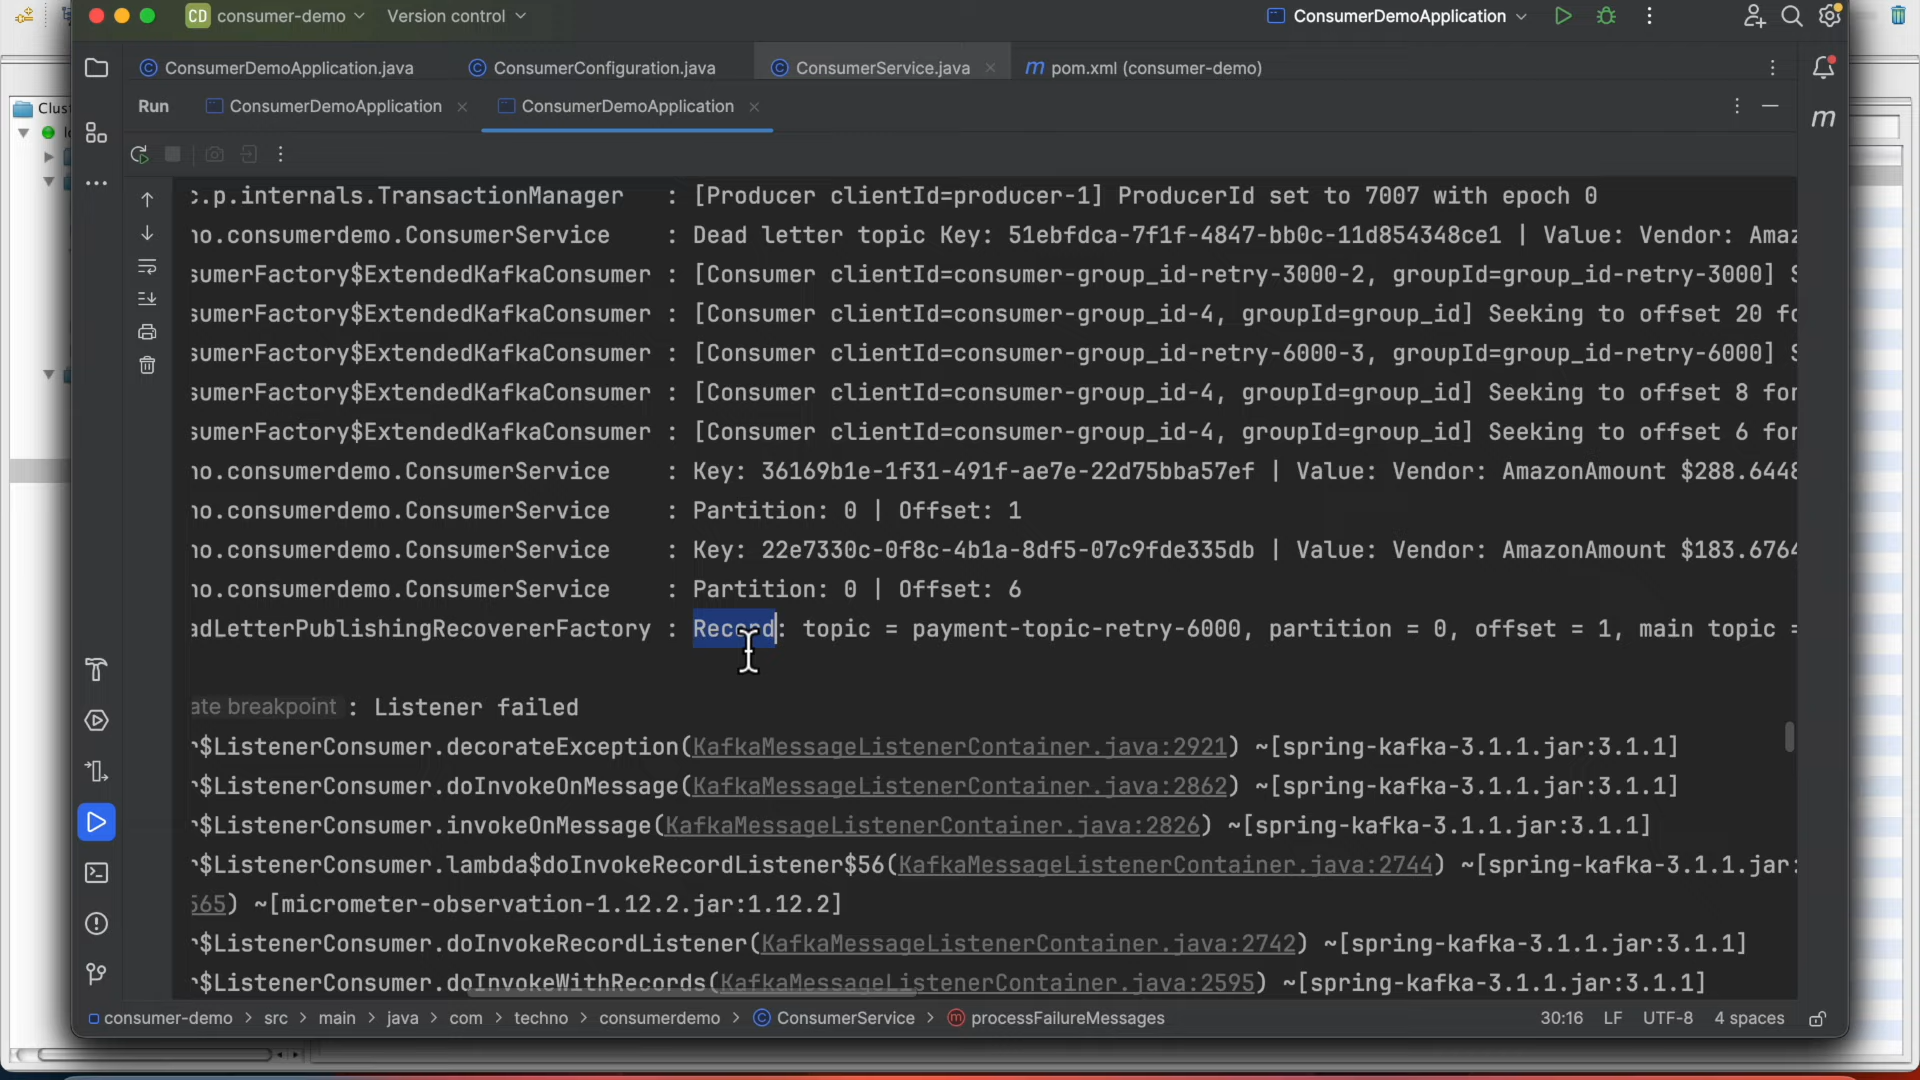 CD consumer-demo Version control ConsumerDemoApplication
ConsumerDemoApplication.java ConsumerConfiguration.java ConsumerService.java pom.xml (consumer-demo)
Clust
Run ConsumerDemoApplication ConsumerDemoApplication
c.p.internals.TransactionManager : [Producer clientId=producer-1] ProducerId set to 7007 with epoch 0
no.consumerdemo.ConsumerService : Dead letter topic Key: 51ebfdca-7f1f-4847-bb0c-11d854348ce1 | Value: Vendor: Amaz
sumerFactory$ExtendedKafkaConsumer : [Consumer clientId=consumer-group_id-retry-3000-2, groupId=group_id-retry-3000] S
sumerFactory$ExtendedKafkaConsumer : [Consumer clientId=consumer-group_id-4, groupId=group_id] Seeking to offset 20 fo
sumerFactory$ExtendedKafkaConsumer : [Consumer clientId=consumer-group_id-retry-6000-3, groupId=group_id-retry-6000] S
sumerFactory$ExtendedKafkaConsumer : [Consumer clientId=consumer-group_id-4, groupId=group_id] Seeking to offset 8 for
sumerFactory$ExtendedKafkaConsumer : [Consumer clientId=consumer-group_id-4, groupId=group_id] Seeking to offset 6 for
no.consumerdemo.ConsumerService : Key: 36169b1e-1f31-491f-ae7e-22d75bba57ef | Value: Vendor: AmazonAmount $288.6448
no.consumerdemo.ConsumerService : Partition: 0 | Offset: 1
no.consumerdemo.ConsumerService : Key: 22e7330c-0f8c-4b1a-8df5-07c9fde335db | Value: Vendor: AmazonAmount $183.6764
no.consumerdemo.ConsumerService : Partition: 0 | Offset: 6
adLetterPublishingRecovererFactory : Record: topic = payment-topic-retry-6000, partition = 0, offset = 1, main topic =
ate breakpoint : Listener failed
r$ListenerConsumer.decorateException(KafkaMessageListenerContainer.java:2921) ~[spring-kafka-3.1.1.jar:3.1.1]
r$ListenerConsumer.doInvokeOnMessage(KafkaMessageListenerContainer.java:2862) ~[spring-kafka-3.1.1.jar:3.1.1]
r$ListenerConsumer.invokeOnMessage(KafkaMessageListenerContainer.java:2826) ~[spring-kafka-3.1.1.jar:3.1.1]
r$ListenerConsumer.lambda$doInvokeRecordListener$56(KafkaMessageListenerContainer.java:2744) ~[spring-kafka-3.1.1.jar:
565) ~[micrometer-observation-1.12.2.jar:1.12.2]
r$ListenerConsumer.doInvokeRecordListener(KafkaMessageListenerContainer.java:2742) ~[spring-kafka-3.1.1.jar:3.1.1]
r$ListenerConsumer.doInvokeWithRecords(KafkaMessageListenerContainer.java:2595) ~[spring-kafka-3.1.1.jar:3.1.1]
consumer-demo > src > main > java > com > techno > consumerdemo > ConsumerService > processFailureMessages 30:16 LF UTF-8 4 spaces